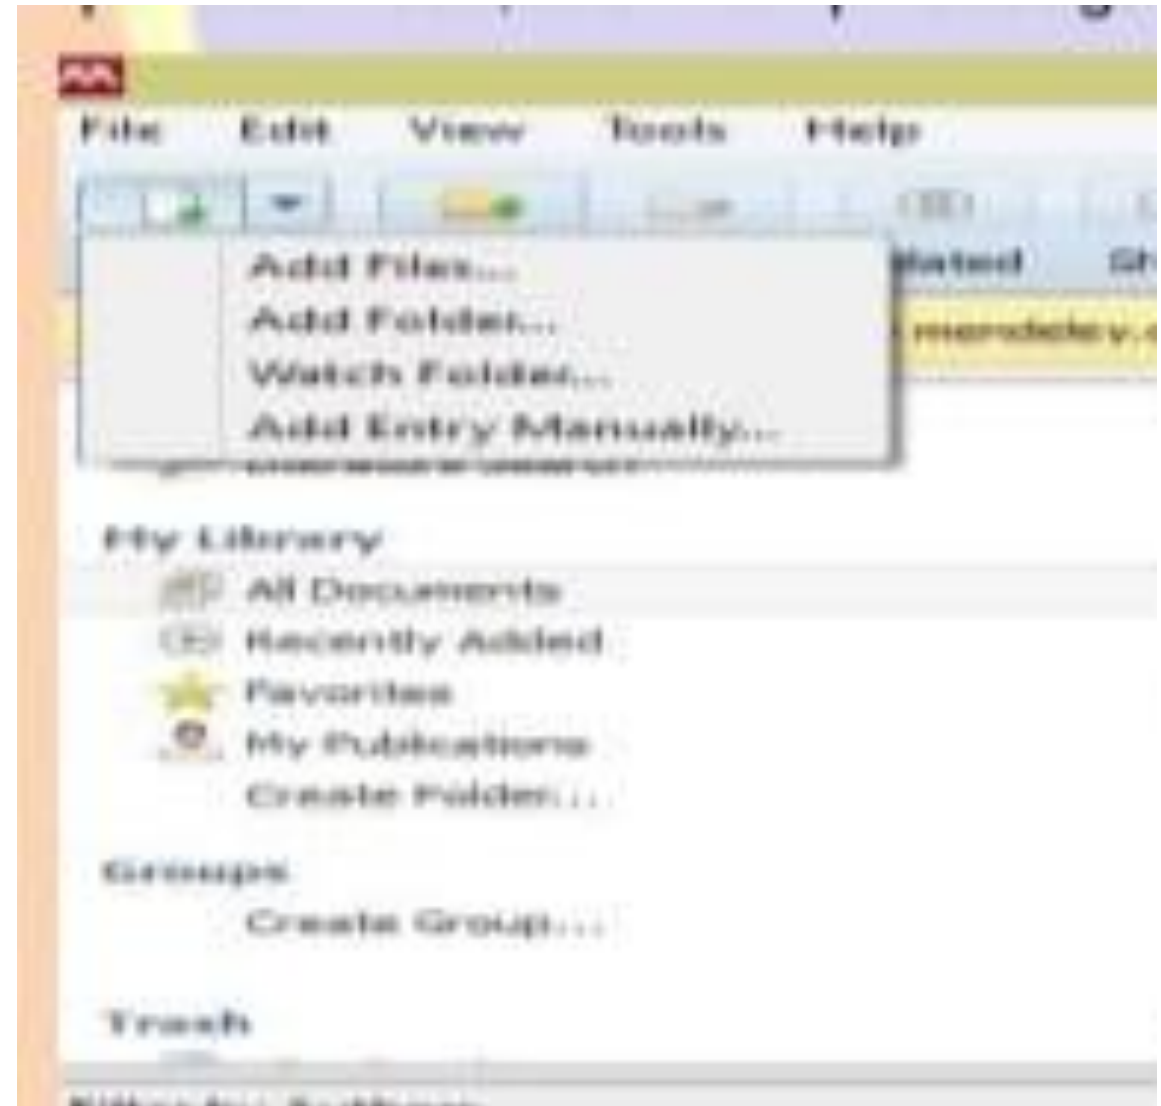 File Edit View Tools Help
Add Files...
Add Folder...
Watch Folder...
Add Entry Manually...
My Library
All Documents
Recently Added
Favorites
My Publications
Create Folder...
Groups
Create Group...
Trash